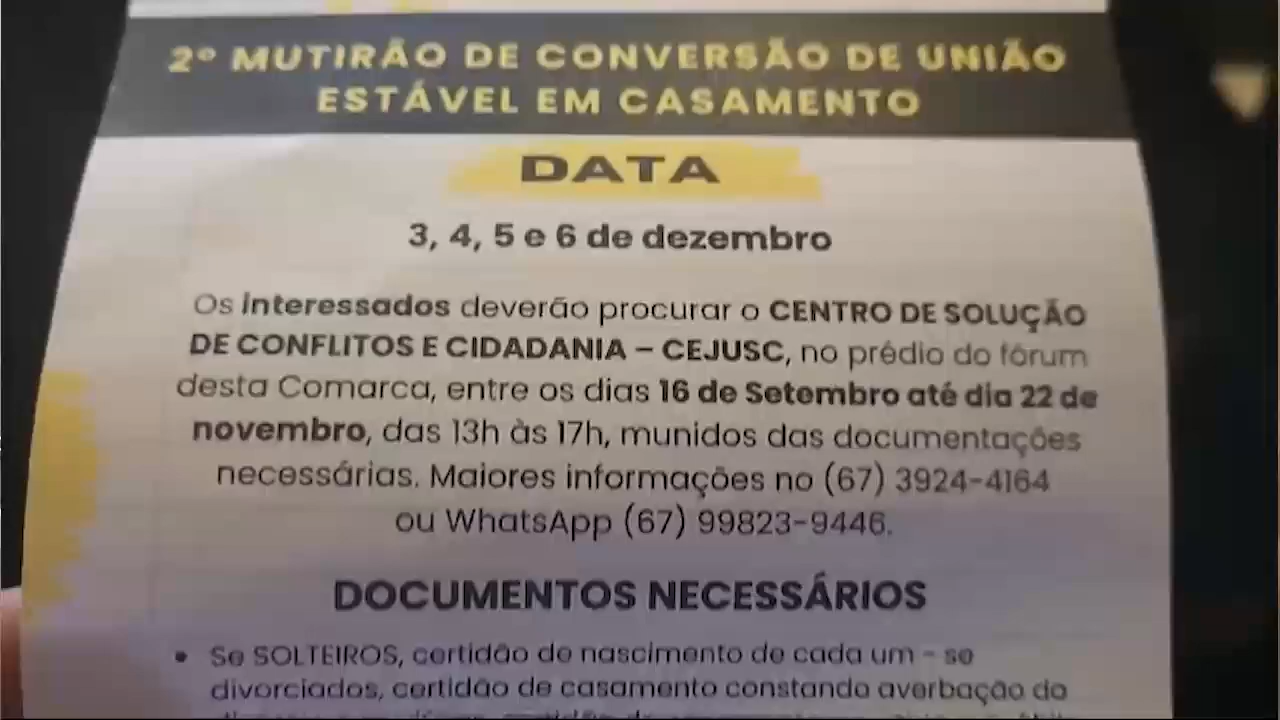 2º MUTIRÃO DE CONVERSÃO DE UNIÃO
ESTÁVEL EM CASAMENTO
DATA
3, 4, 5 e 6 de dezembro
Os interessados deverão procurar o CENTRO DE SOLUÇÃO
DE CONFLITOS E CIDADANIA – CEJUSC, no prédio do fórum
desta Comarca, entre os dias 16 de Setembro até dia 22 de
novembro, das 13h às 17h, munidos das documentações
necessárias. Maiores informações no (67) 3924-4164
ou WhatsApp (67) 99823-9446.
DOCUMENTOS NECESSÁRIOS
• Se SOLTEIROS, certidão de nascimento de cada um - se
divorciados, certidão de casamento constando averbação do